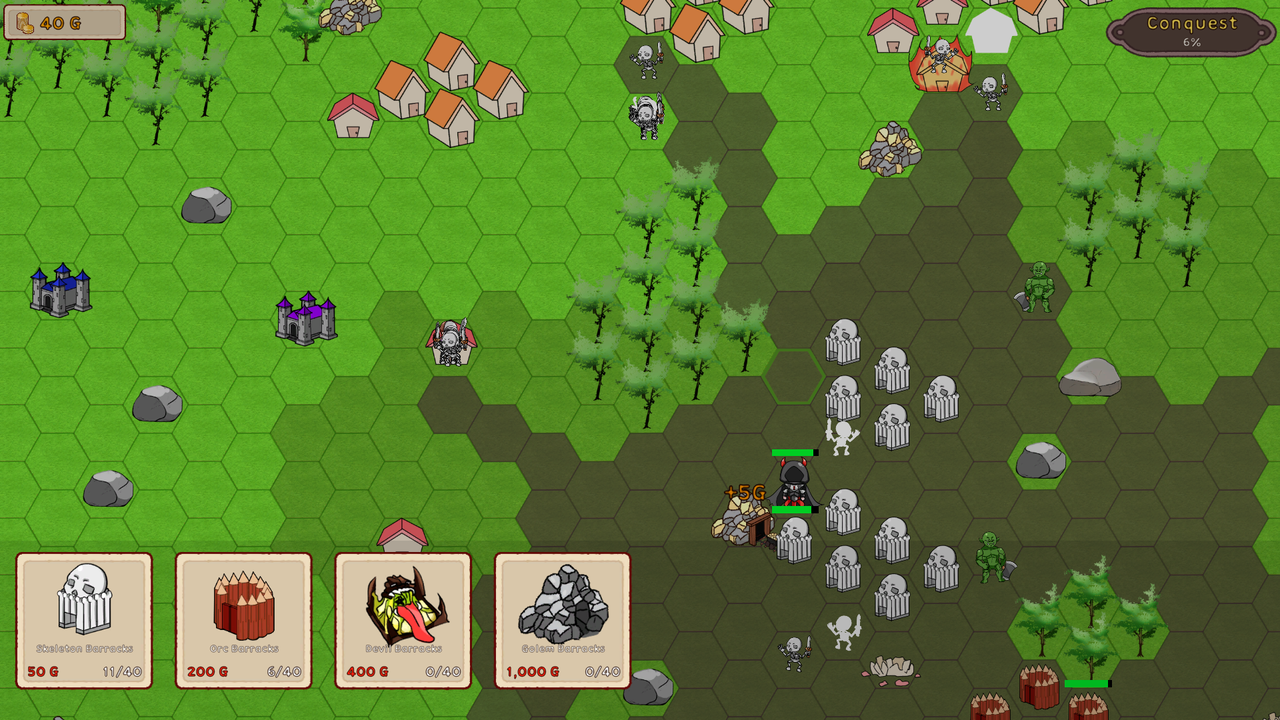 40 G
Conquest
6%
+5G
Skeleton Barracks
50 G
11/40
Orc Barracks
200 G
6/40
Devil Barracks
400 G
0/40
Golem Barracks
1,000 G
0/40